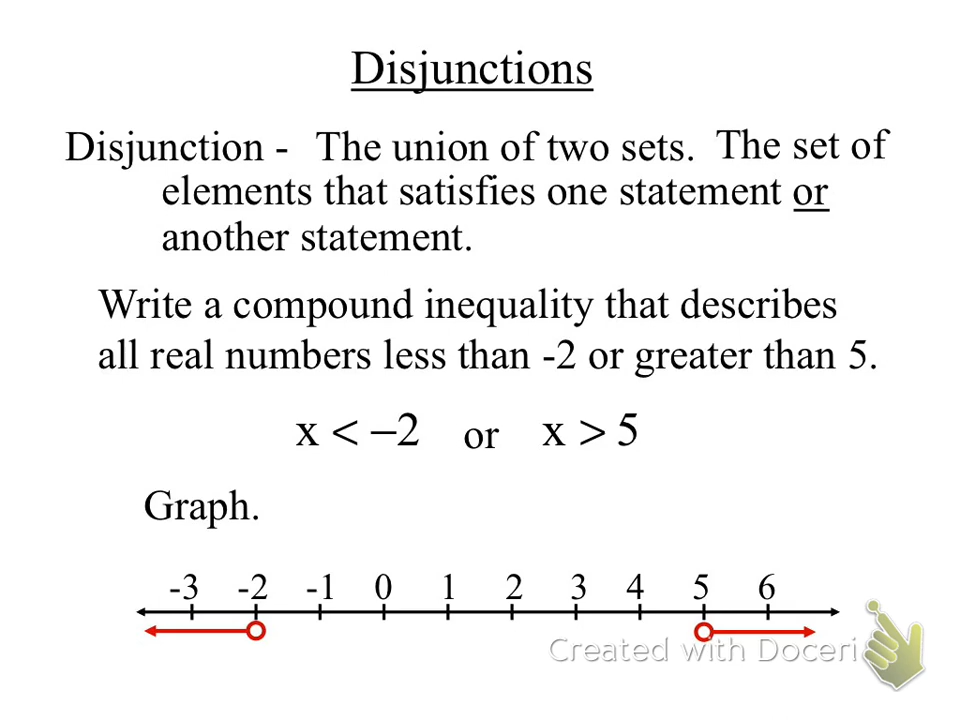 Disjunctions
Disjunction - The union of two sets. The set of
elements that satisfies one statement or
another statement.
Write a compound inequality that describes
all real numbers less than -2 or greater than 5.
x < −2 or x > 5
Graph.
-3 -2 -1 0 1 2 3 4 5 6
Created with Doceri